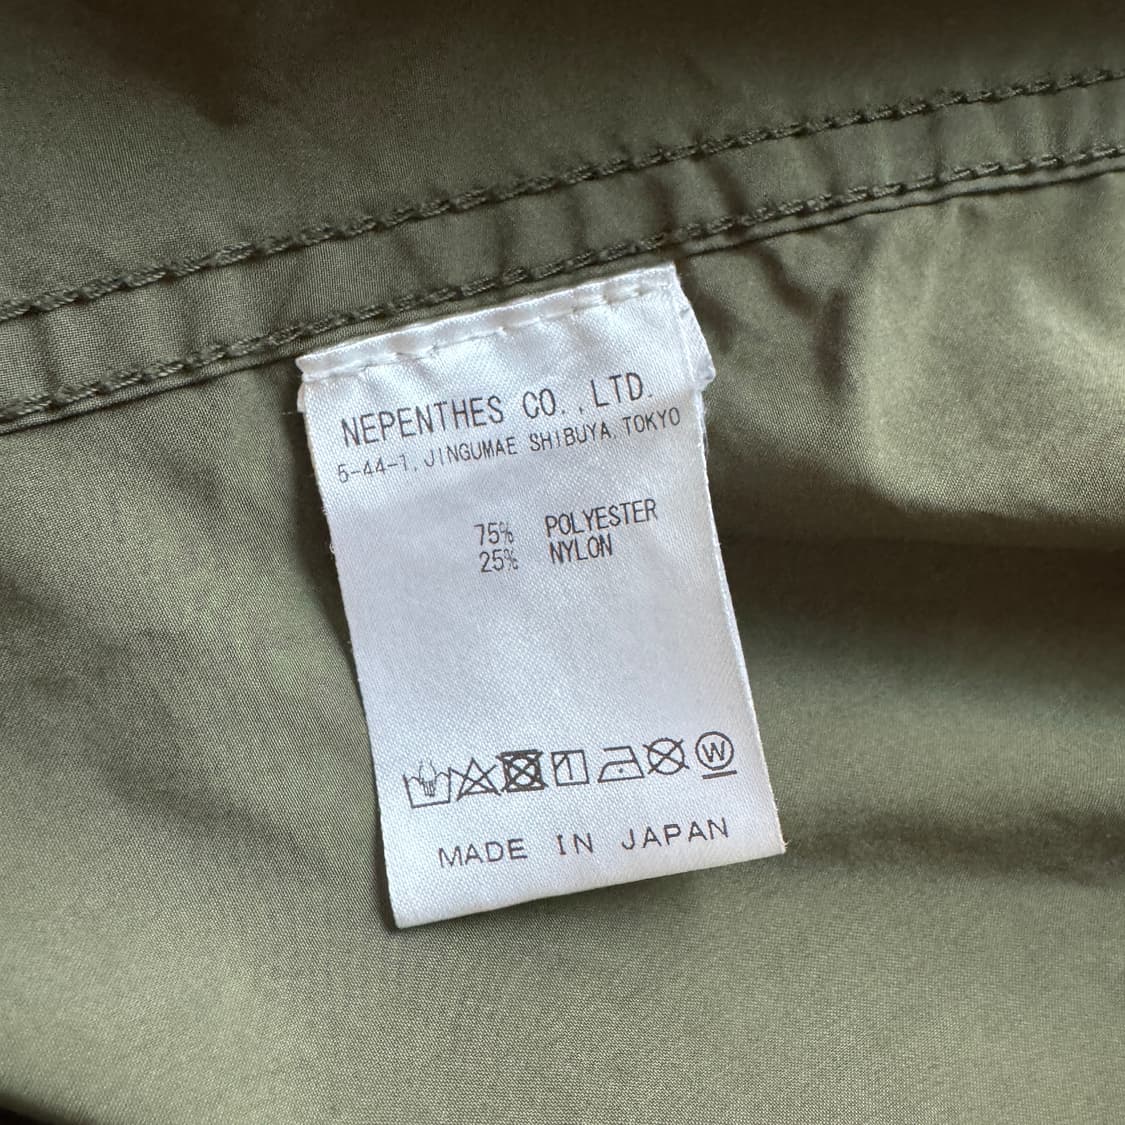 NEPENTHES CO.,LTD.
5-44-1, JINGUMAE SHIBUYA, TOKYO
75% POLYESTER
25% NYLON
W
MADE IN JAPAN